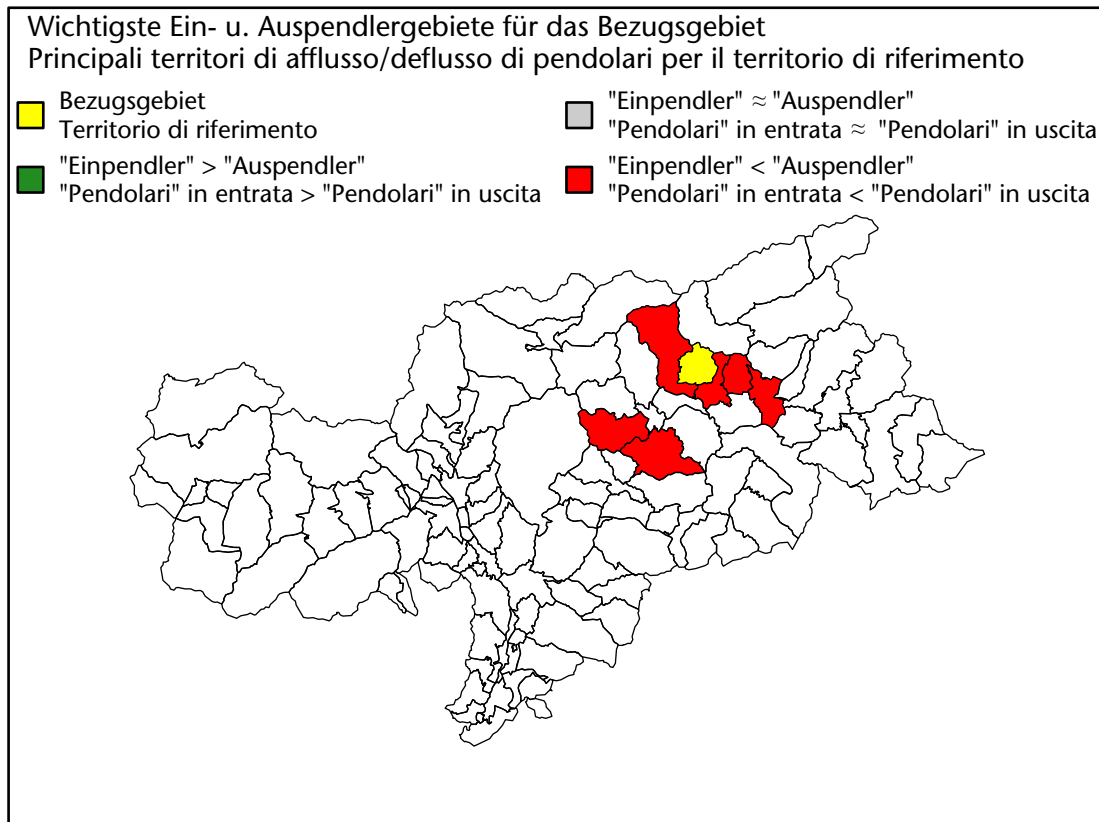 Wichtigste Ein- u. Auspendlergebiete für das Bezugsgebiet
Principali territori di afflusso/deflusso di pendolari per il territorio di riferimento
Bezugsgebiet
Territorio di riferimento
"Einpendler" ≈ "Auspendler"
"Pendolari" in entrata ≈ "Pendolari" in uscita
"Einpendler" > "Auspendler"
"Pendolari" in entrata > "Pendolari" in uscita
"Einpendler" < "Auspendler"
"Pendolari" in entrata < "Pendolari" in uscita